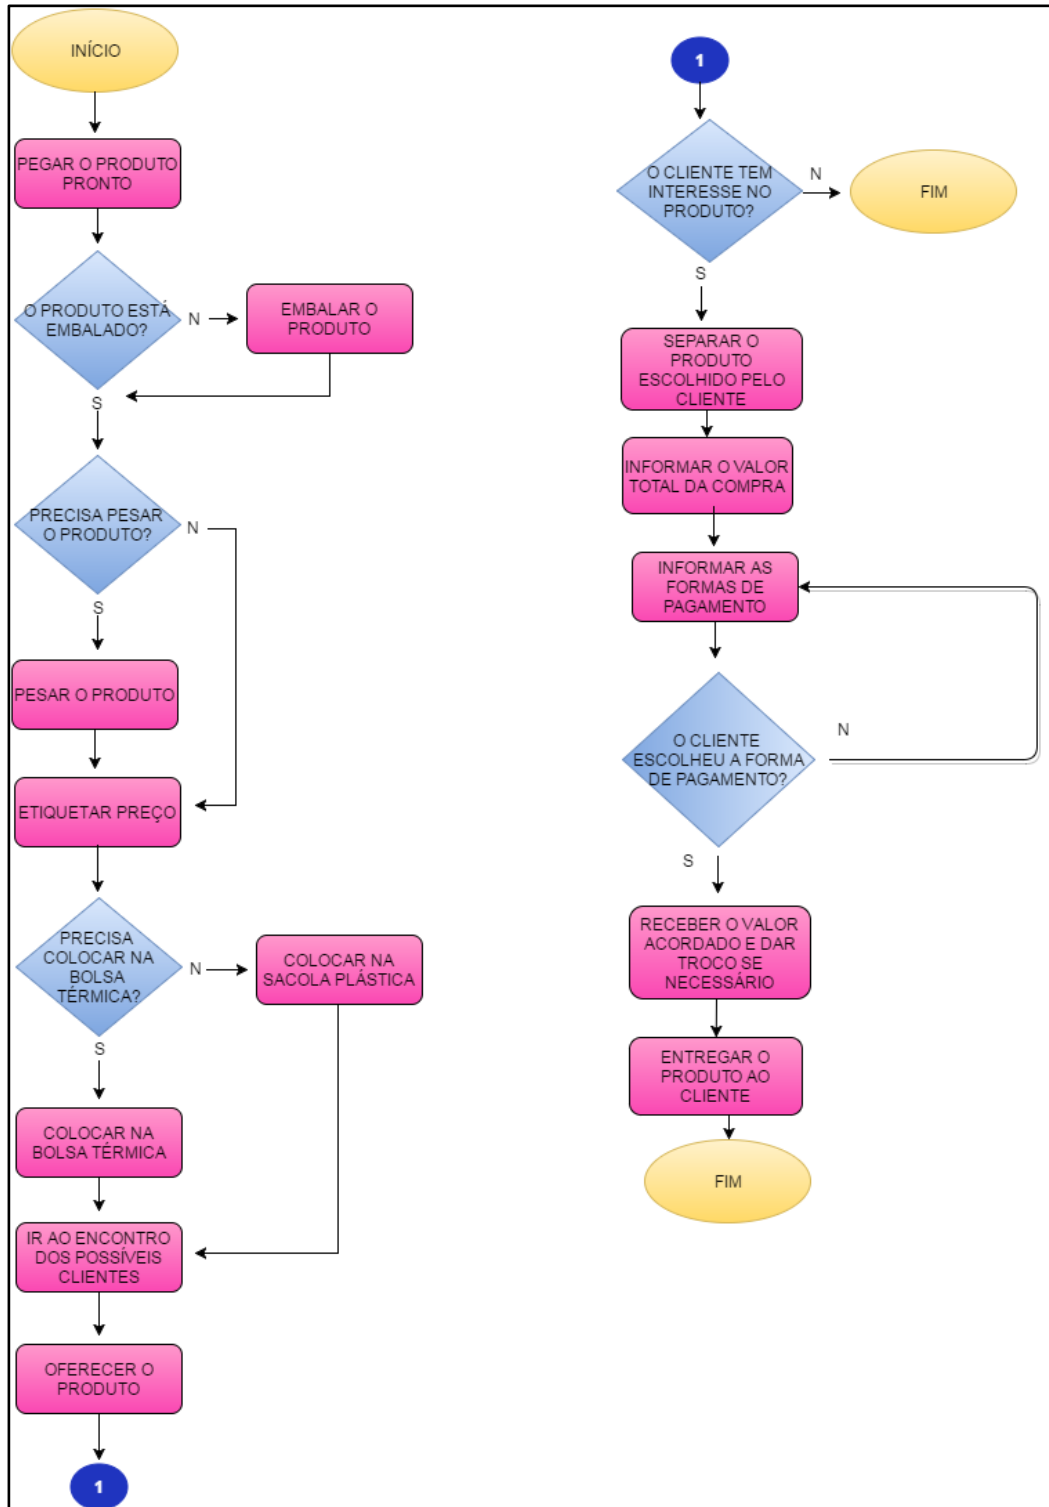 INÍCIO
PEGAR O PRODUTO
PRONTO
O PRODUTO ESTÁ
EMBALADO?
N
EMBALAR O
PRODUTO
S
PRECISA PESAR
O PRODUTO?
N
S
PESAR O PRODUTO
ETIQUETAR PREÇO
PRECISA
COLOCAR NA
BOLSA
TÉRMICA?
N
COLOCAR NA
SACOLA PLÁSTICA
S
COLOCAR NA
BOLSA TÉRMICA
IR AO ENCONTRO
DOS POSSÍVEIS
CLIENTES
OFERECER O
PRODUTO
1
1
O CLIENTE TEM
INTERESSE NO
PRODUTO?
N
FIM
S
SEPARAR O
PRODUTO
ESCOLHIDO PELO
CLIENTE
INFORMAR O VALOR
TOTAL DA COMPRA
INFORMAR AS
FORMAS DE
PAGAMENTO
O CLIENTE
ESCOLHEU A FORMA
DE PAGAMENTO?
N
S
RECEBER O VALOR
ACORDADO E DAR
TROCO SE
NECESSÁRIO
ENTREGAR O
PRODUTO AO
CLIENTE
FIM